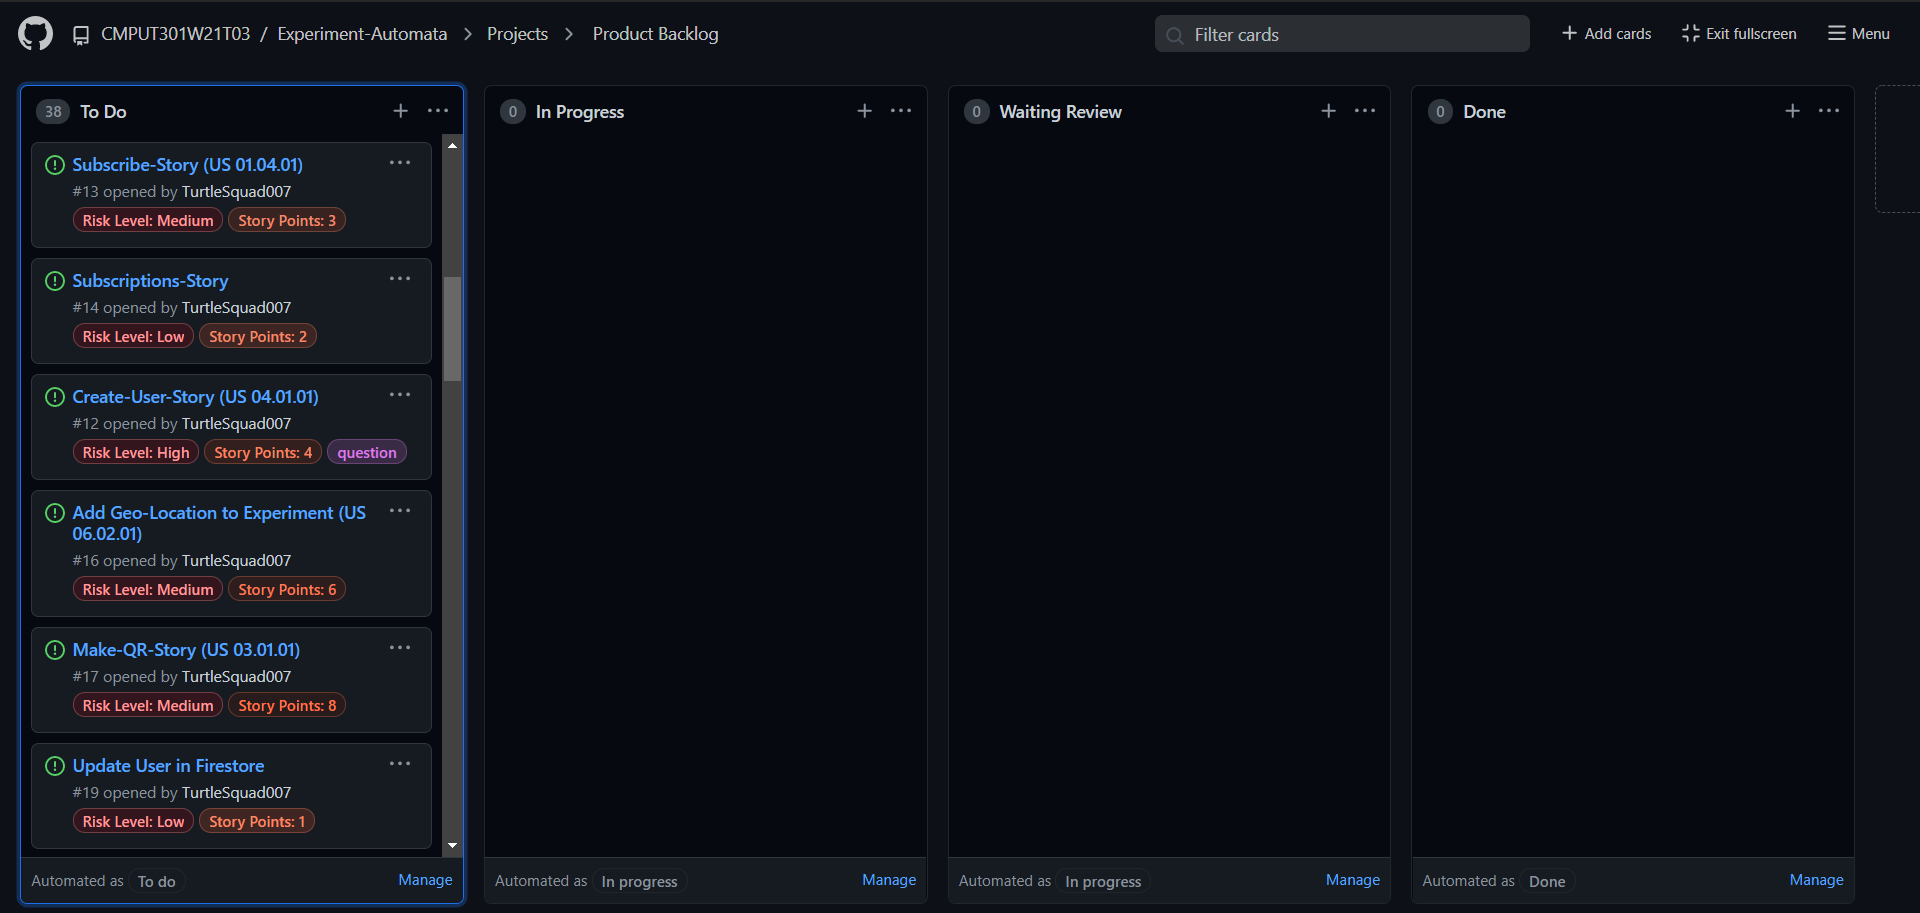 CMPUT301W21T03 / Experiment-Automata > Projects > Product Backlog
Filter cards
Add cards
Exit fullscreen
Menu
38 To Do
Subscribe-Story (US 01.04.01)
#13 opened by TurtleSquad007
Risk Level: Medium Story Points: 3
Subscriptions-Story
#14 opened by TurtleSquad007
Risk Level: Low Story Points: 2
Create-User-Story (US 04.01.01)
#12 opened by TurtleSquad007
Risk Level: High Story Points: 4 question
Add Geo-Location to Experiment (US
06.02.01)
#16 opened by TurtleSquad007
Risk Level: Medium Story Points: 6
Make-QR-Story (US 03.01.01)
#17 opened by TurtleSquad007
Risk Level: Medium Story Points: 8
Update User in Firestore
#19 opened by TurtleSquad007
Risk Level: Low Story Points: 1
Automated as To do Manage
0 In Progress
Automated as In progress Manage
0 Waiting Review
Automated as In progress Manage
0 Done
Automated as Done Manage